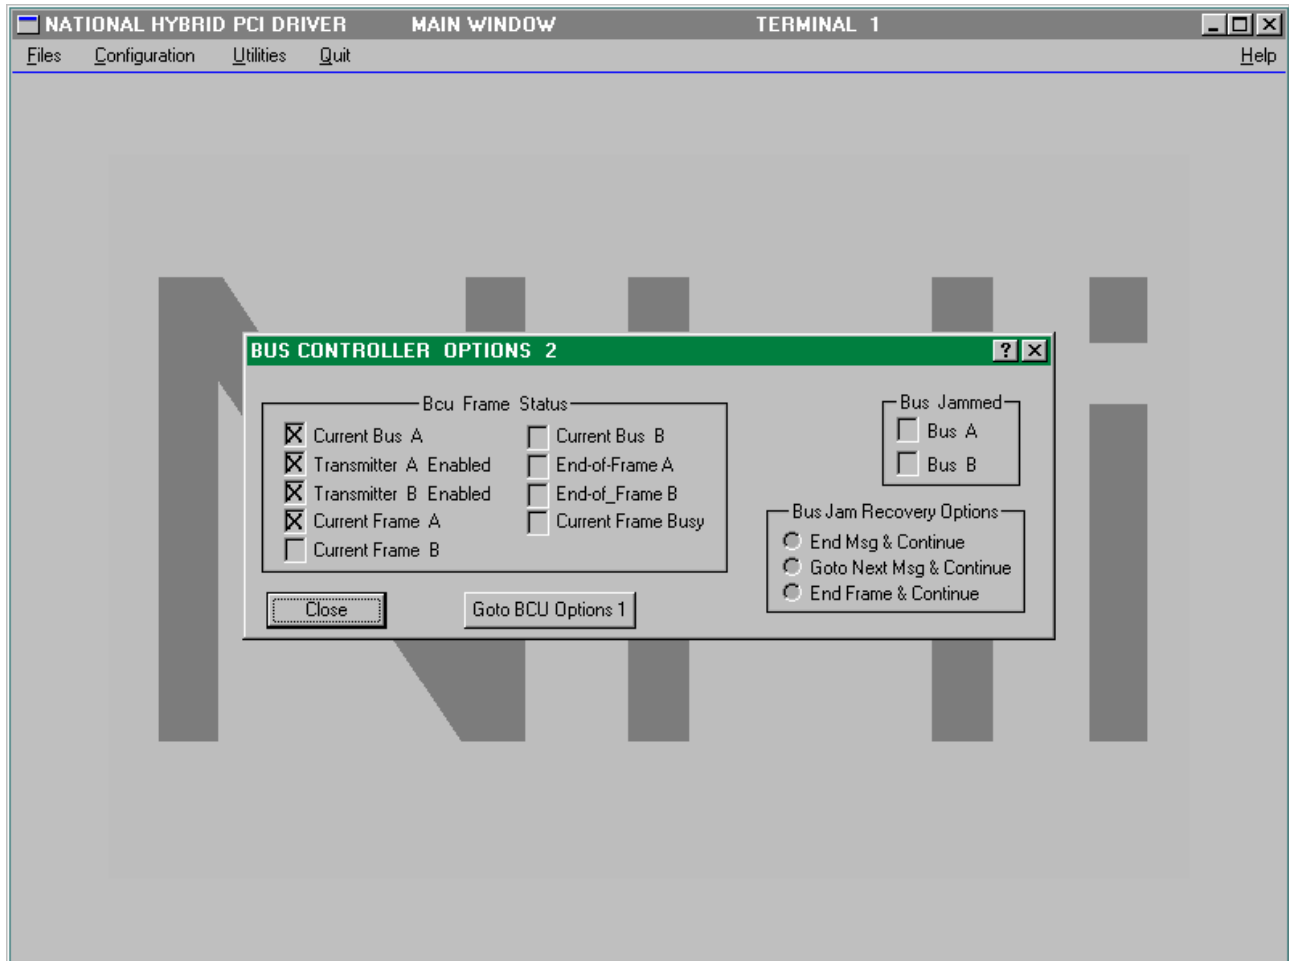 NATIONAL HYBRID PCI DRIVER MAIN WINDOW TERMINAL 1
Files Configuration Utilities Quit Help
NHi
BUS CONTROLLER OPTIONS 2
Bcu Frame Status
Current Bus A
Transmitter A Enabled
Transmitter B Enabled
Current Frame A
Current Frame B
Current Bus B
End-of-Frame A
End-of_Frame B
Current Frame Busy
Bus Jammed
Bus A
Bus B
Bus Jam Recovery Options
End Msg & Continue
Goto Next Msg & Continue
End Frame & Continue
Close
Goto BCU Options 1